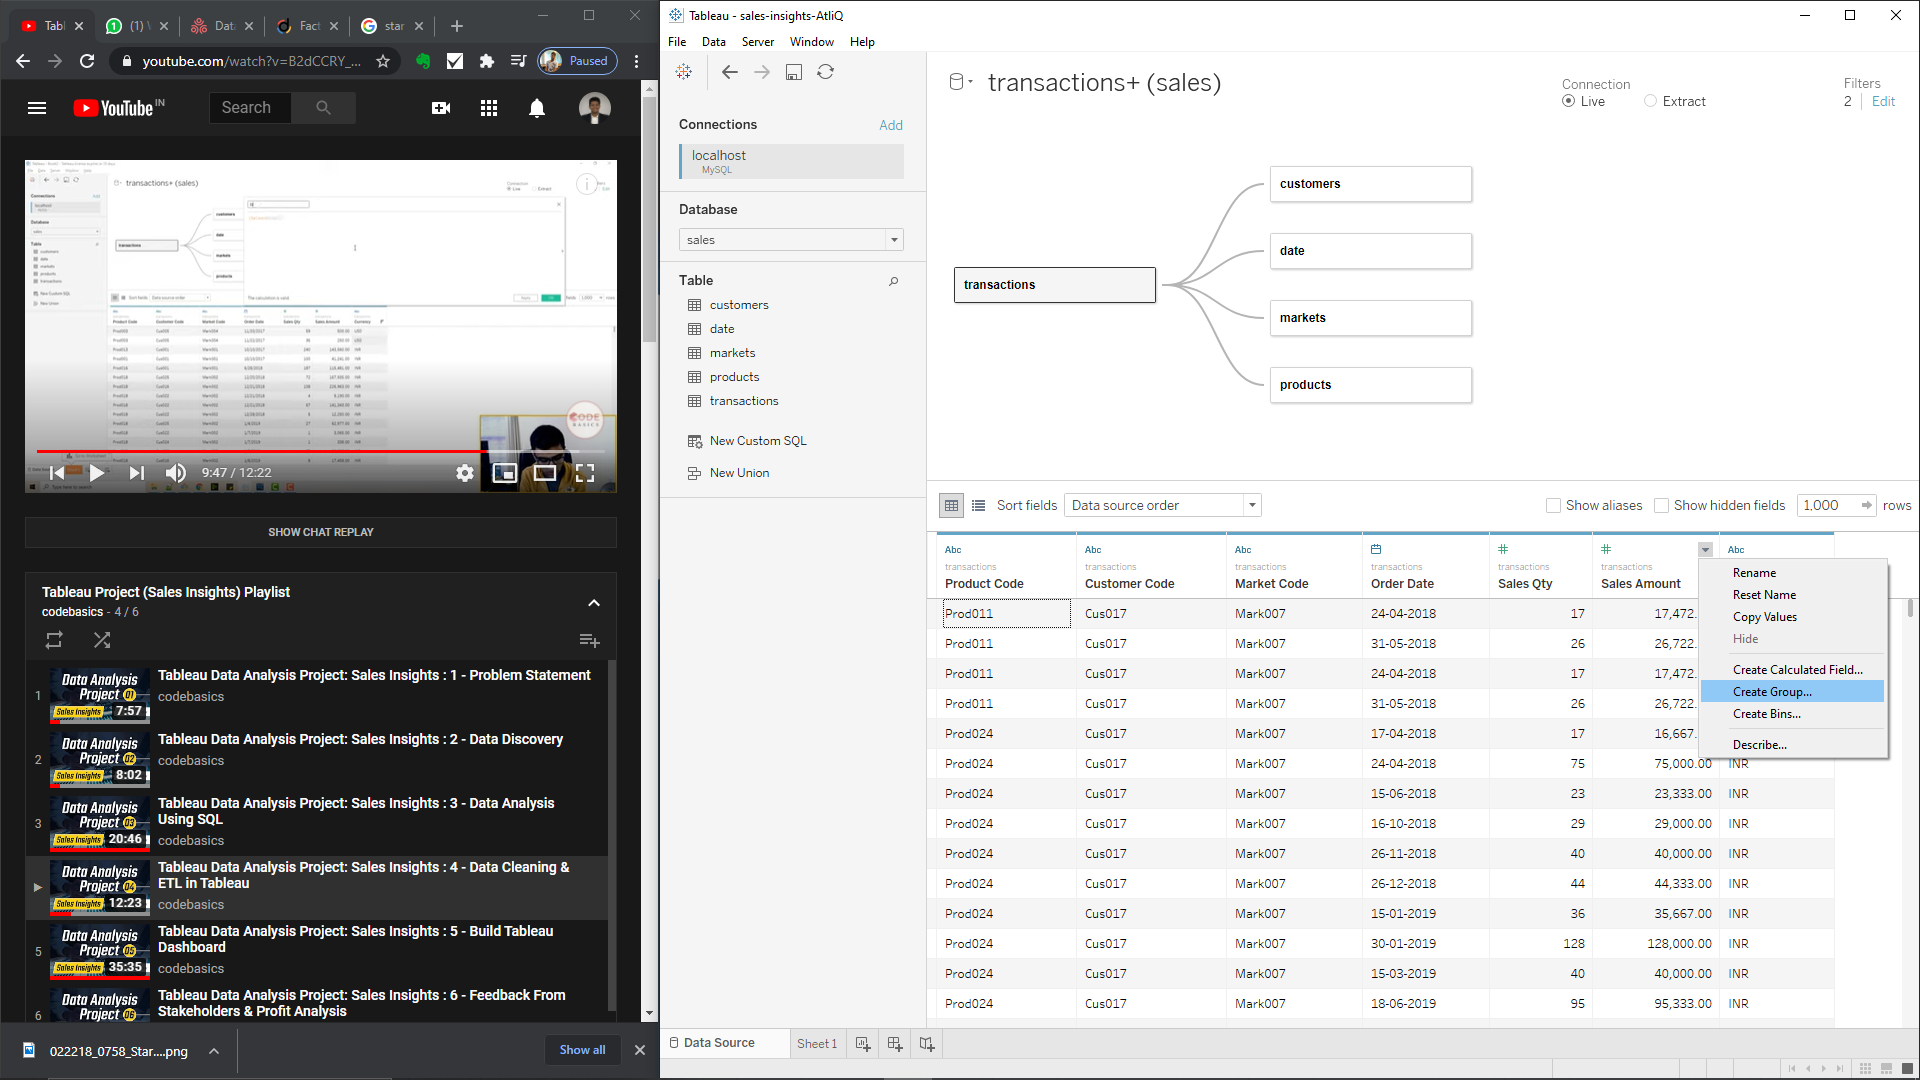 Tabl
(1) V
Data
Fact
star
youtube.com/watch?v=B2dCCRY_...
Paused
YouTube IN
Search
transactions+ (sales)
Connections
Database
Table
customers
date
markets
products
transactions
The calculation is valid
CODE
BASICS
9:47 / 12:22
SHOW CHAT REPLAY
Tableau Project (Sales Insights) Playlist
codebasics - 4 / 6
1
Data Analysis
Project 01
Sales Insights
7:57
Tableau Data Analysis Project: Sales Insights : 1 - Problem Statement
codebasics
2
Data Analysis
Project 02
Sales Insights
8:02
Tableau Data Analysis Project: Sales Insights : 2 - Data Discovery
codebasics
3
Data Analysis
Project 03
Sales Insights
20:46
Tableau Data Analysis Project: Sales Insights : 3 - Data Analysis
Using SQL
codebasics
Data Analysis
Project 04
Sales Insights
12:23
Tableau Data Analysis Project: Sales Insights : 4 - Data Cleaning &
ETL in Tableau
codebasics
5
Data Analysis
Project 05
Sales Insights
35:35
Tableau Data Analysis Project: Sales Insights : 5 - Build Tableau
Dashboard
codebasics
6
Data Analysis
Project 06
Tableau Data Analysis Project: Sales Insights : 6 - Feedback From
Stakeholders & Profit Analysis
022218_0758_Star....png
Show all
Tableau - sales-insights-AtliQ
File Data Server Window Help
Connections Add
localhost
MySQL
Database
sales
Table
customers
date
markets
products
transactions
New Custom SQL
New Union
transactions+ (sales)
Connection
Live Extract
Filters
2 Edit
transactions
customers
date
markets
products
Sort fields Data source order Show aliases Show hidden fields 1,000 rows
Abc Abc Abc # # Abc
transactions transactions transactions transactions transactions transactions
Product Code Customer Code Market Code Order Date Sales Qty Sales Amount
Prod011 Cus017 Mark007 24-04-2018 17 17,472.
Prod011 Cus017 Mark007 31-05-2018 26 26,722.
Prod011 Cus017 Mark007 24-04-2018 17 17,472.
Prod011 Cus017 Mark007 31-05-2018 26 26,722.
Prod024 Cus017 Mark007 17-04-2018 17 16,667.
Prod024 Cus017 Mark007 24-04-2018 75 75,000.00 INR
Prod024 Cus017 Mark007 15-06-2018 23 23,333.00 INR
Prod024 Cus017 Mark007 16-10-2018 29 29,000.00 INR
Prod024 Cus017 Mark007 26-11-2018 40 40,000.00 INR
Prod024 Cus017 Mark007 26-12-2018 44 44,333.00 INR
Prod024 Cus017 Mark007 15-01-2019 36 35,667.00 INR
Prod024 Cus017 Mark007 30-01-2019 128 128,000.00 INR
Prod024 Cus017 Mark007 15-03-2019 40 40,000.00 INR
Prod024 Cus017 Mark007 18-06-2019 95 95,333.00 INR
Rename
Reset Name
Copy Values
Hide
Create Calculated Field...
Create Group...
Create Bins...
Describe...
Data Source
Sheet 1